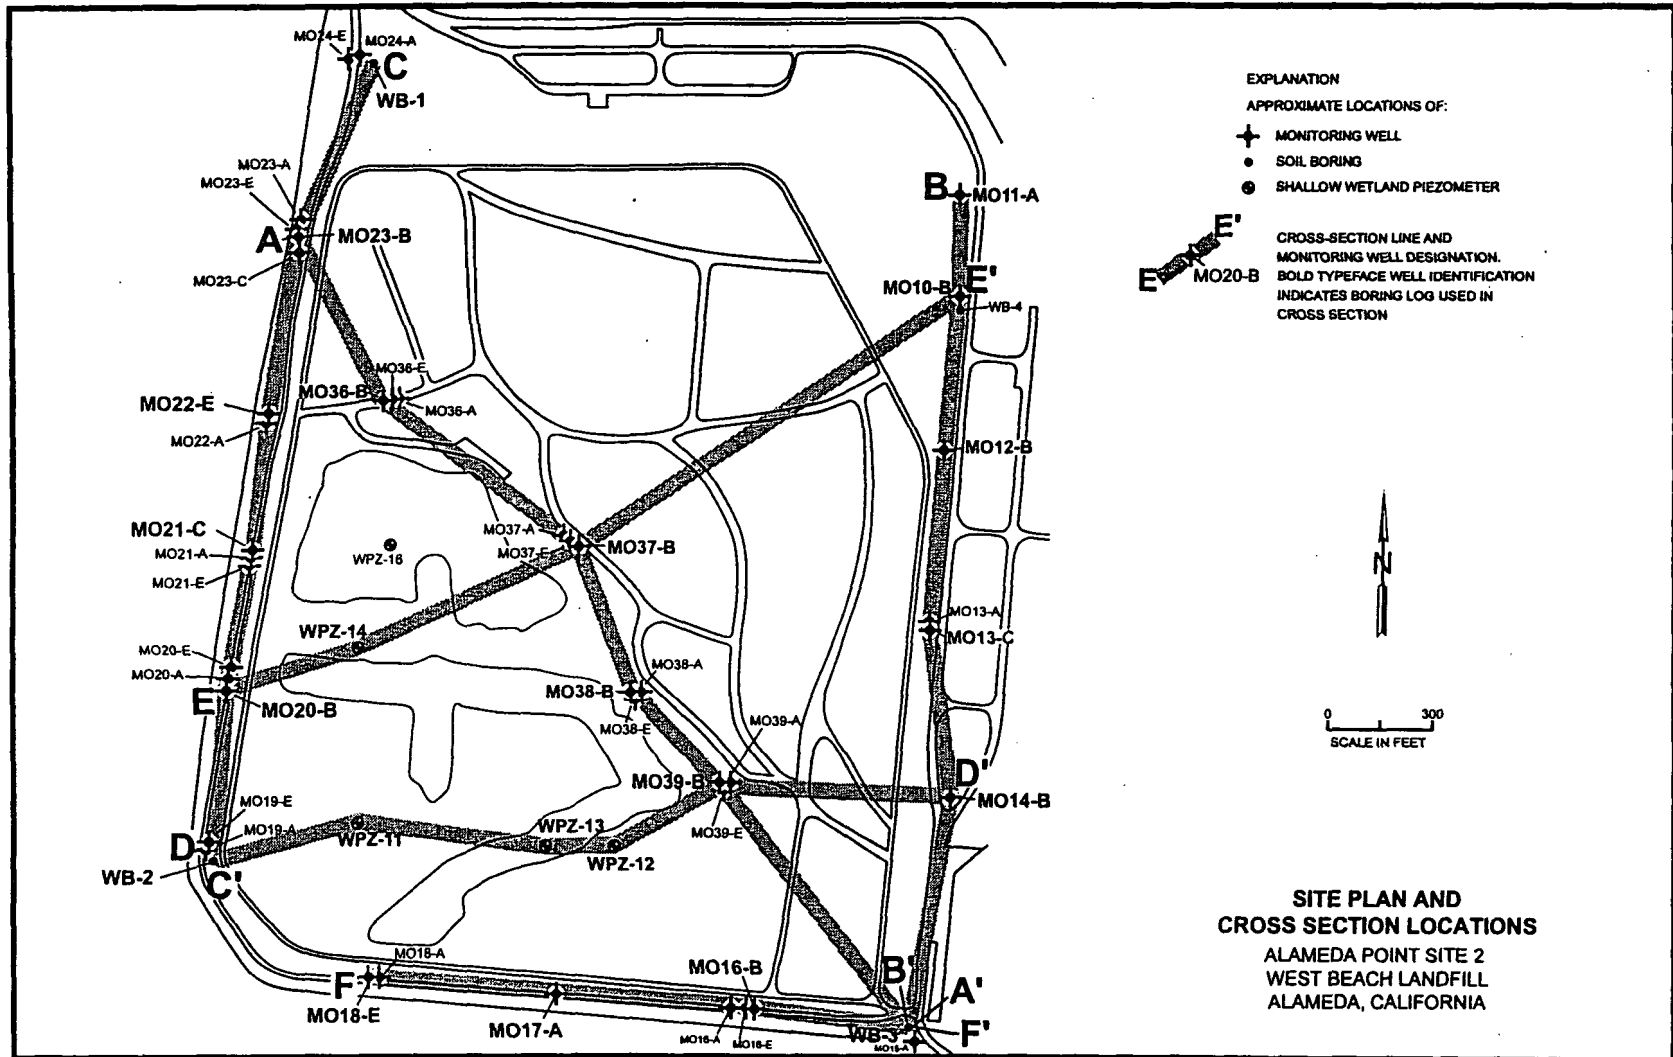 MO24-E
MO24-A
C
WB-1
MO23-A
MO23-E
A
MO23-B
MO23-C
B
MO11-A
MO10-B
E'
WB-4
MO36-E
MO36-B
MO36-A
MO22-E
MO22-A
MO12-B
MO21-C
MO21-A
MO21-E
WPZ-16
MO37-A
MO37-E
MO37-B
MO13-A
MO13-C
WPZ-14
MO20-E
MO20-A
E
MO20-B
MO38-A
MO38-B
MO38-E
MO39-A
MO39-B
MO39-E
D'
MO14-B
MO19-E
MO19-A
D
WB-2
C'
WPZ-11
WPZ-13
WPZ-12
MO18-A
F
MO18-E
MO17-A
MO16-B
MO16-A
MO16-E
B'
A'
WB-3
F'
MO15-A
EXPLANATION
APPROXIMATE LOCATIONS OF:
MONITORING WELL
SOIL BORING
SHALLOW WETLAND PIEZOMETER
E'
E
MO20-B
CROSS-SECTION LINE AND
MONITORING WELL DESIGNATION.
BOLD TYPEFACE WELL IDENTIFICATION
INDICATES BORING LOG USED IN
CROSS SECTION
N
0 300
SCALE IN FEET
SITE PLAN AND
CROSS SECTION LOCATIONS
ALAMEDA POINT SITE 2
WEST BEACH LANDFILL
ALAMEDA, CALIFORNIA